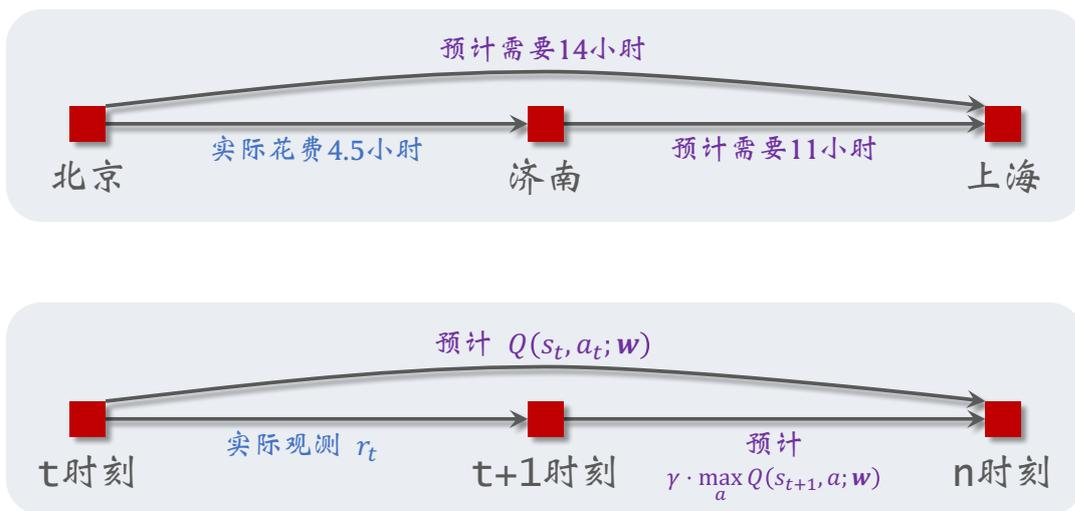 预计需要14小时
实际花费4.5小时
预计需要11小时
北京
济南
上海
预计 Q(s_t, a_t; w)
实际观测 r_t
预计
γ · max_a Q(s_{t+1}, a; w)
t时刻
t+1时刻
n时刻